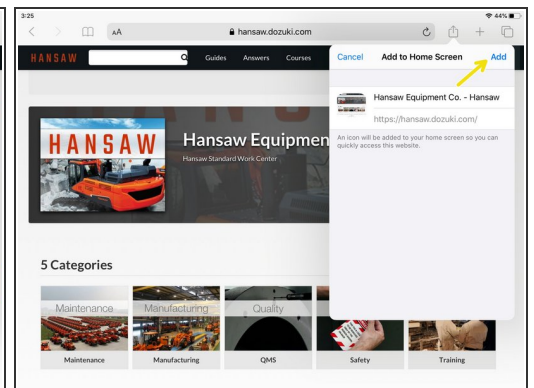 3:25
44%
AA
hansaw.dozuki.com
HANSAW
Guides
Answers
Courses
Cancel
Add to Home Screen
Add
Hansaw Equipment Co. - Hansaw
https://hansaw.dozuki.com/
An icon will be added to your home screen so you can
quickly access this website.
HANSAW
Hansaw Equipmen
Hansaw Standard Work Center
5 Categories
Maintenance
Manufacturing
Quality
Maintenance
Manufacturing
QMS
Safety
Training